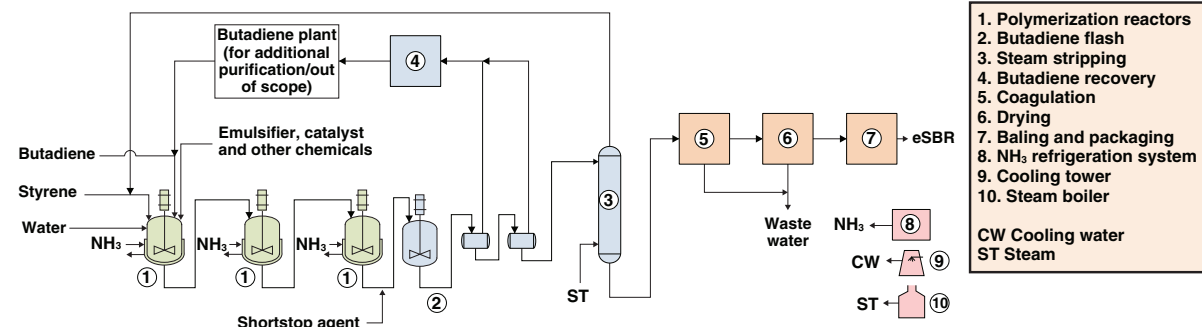 Butadiene plant
(for additional
purification/out
of scope)
④
Emulsifier, catalyst
and other chemicals
Butadiene
Styrene
Water
NH₃
NH₃
NH₃
①
①
①
②
Shortstop agent
③
ST
⑤
⑥
⑦
eSBR
Waste
water
NH₃
⑧
CW
⑨
ST
⑩
1. Polymerization reactors
2. Butadiene flash
3. Steam stripping
4. Butadiene recovery
5. Coagulation
6. Drying
7. Baling and packaging
8. NH₃ refrigeration system
9. Cooling tower
10. Steam boiler
CW Cooling water
ST Steam